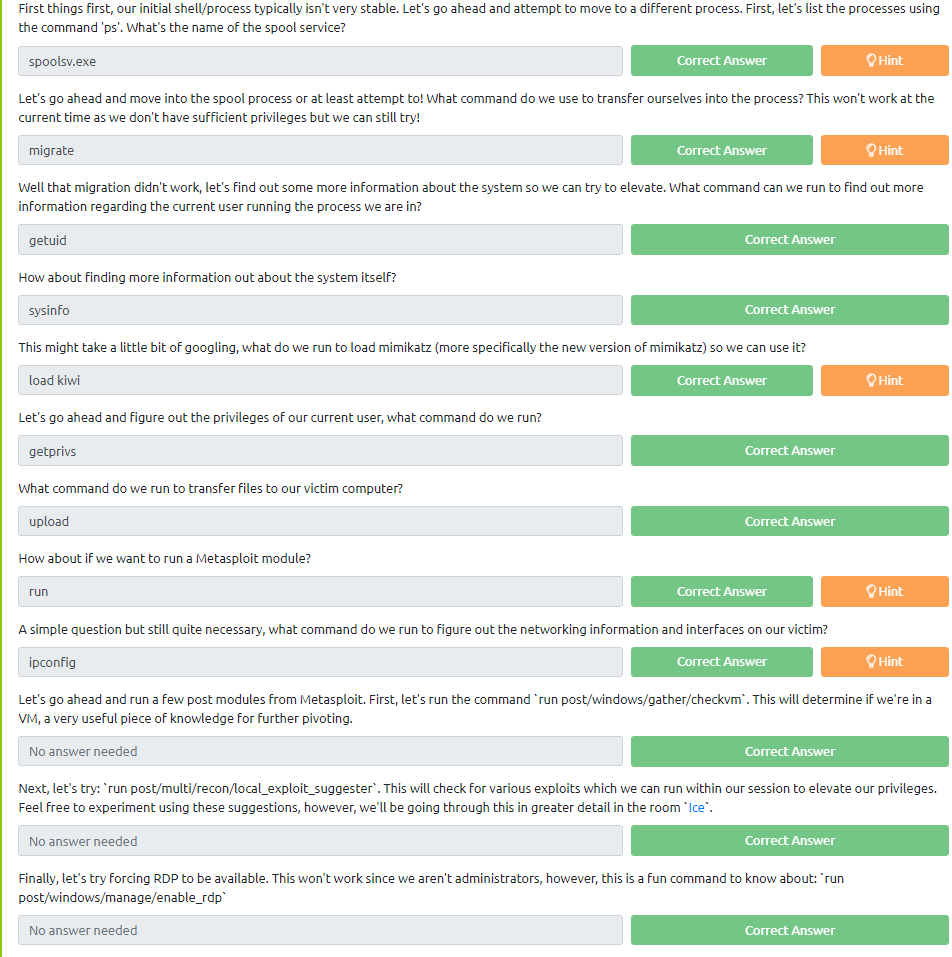 First things first, our initial shell/process typically isn't very stable. Let's go ahead and attempt to move to a different process. First, let's list the processes using
the command 'ps'. What's the name of the spool service?
spoolsv.exe
Correct Answer
Hint
Let's go ahead and move into the spool process or at least attempt to! What command do we use to transfer ourselves into the process? This won't work at the
current time as we don't have sufficient privileges but we can still try!
migrate
Correct Answer
Hint
Well that migration didn't work, let's find out some more information about the system so we can try to elevate. What command can we run to find out more
information regarding the current user running the process we are in?
getuid
Correct Answer
How about finding more information out about the system itself?
sysinfo
Correct Answer
This might take a little bit of googling, what do we run to load mimikatz (more specifically the new version of mimikatz) so we can use it?
load kiwi
Correct Answer
Hint
Let's go ahead and figure out the privileges of our current user, what command do we run?
getprivs
Correct Answer
What command do we run to transfer files to our victim computer?
upload
Correct Answer
How about if we want to run a Metasploit module?
run
Correct Answer
Hint
A simple question but still quite necessary, what command do we run to figure out the networking information and interfaces on our victim?
ipconfig
Correct Answer
Hint
Let's go ahead and run a few post modules from Metasploit. First, let's run the command `run post/windows/gather/checkvm`. This will determine if we're in a
VM, a very useful piece of knowledge for further pivoting.
No answer needed
Correct Answer
Next, let's try: `run post/multi/recon/local_exploit_suggester`. This will check for various exploits which we can run within our session to elevate our privileges.
Feel free to experiment using these suggestions, however, we'll be going through this in greater detail in the room `Ice`.
No answer needed
Correct Answer
Finally, let's try forcing RDP to be available. This won't work since we aren't administrators, however, this is a fun command to know about: `run
post/windows/manage/enable_rdp`
No answer needed
Correct Answer